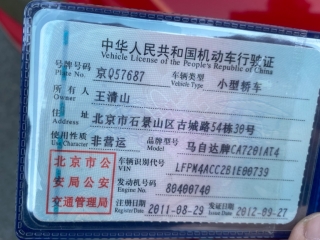 中华人民共和国机动车行驶证
Vehicle License of the People's Republic of China
号牌号码 京Q57687 车辆类型 小型轿车
Plate No. Vehicle Type
所有人 王清山
Owner
住址 北京市石景山区古城路54栋30号
Address
使用性质 非营运 品牌型号 马自达牌CA7201AT4
Use Character Model
北京市公
安局公安
交通管理局
车辆识别代号 LFPM4ACC2B1E00739
VIN
发动机号码 80400740
Engine No.
注册日期 2011-08-29 发证日期 2012-09-27
Register Date Issue Date